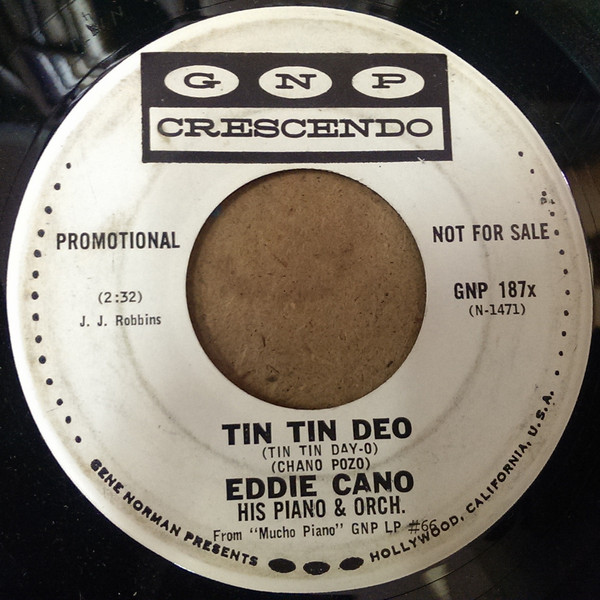 GNP
CRESCENDO
PROMOTIONAL
NOT FOR SALE
(2:32)
J. J. Robbins
GNP 187x
(N-1471)
TIN TIN DEO
(TIN TIN DAY-O)
(CHANO POZO)
EDDIE CANO
HIS PIANO & ORCH.
From "Mucho Piano" GNP LP #66
GENE NORMAN PRESENTS
HOLLYWOOD, CALIFORNIA, U.S.A.